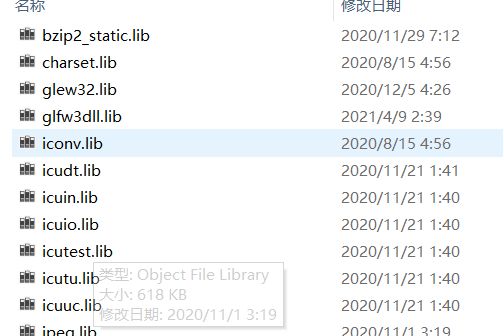 名称 修改日期
bzip2_static.lib 2020/11/29 7:12
charset.lib 2020/8/15 4:56
glew32.lib 2020/12/5 4:26
glfw3dll.lib 2021/4/9 2:39
iconv.lib 2020/8/15 4:56
icudt.lib 2020/11/21 1:41
icuin.lib 2020/11/21 1:40
icuio.lib 2020/11/21 1:40
icutest.lib 2020/11/21 1:40
icutu.lib 2020/11/21 1:40
类型: Object File Library
大小: 618 KB
修改日期: 2020/11/1 3:19
icuuc.lib 2020/11/21 1:40
jpeg.lib 2020/11/1 3:19